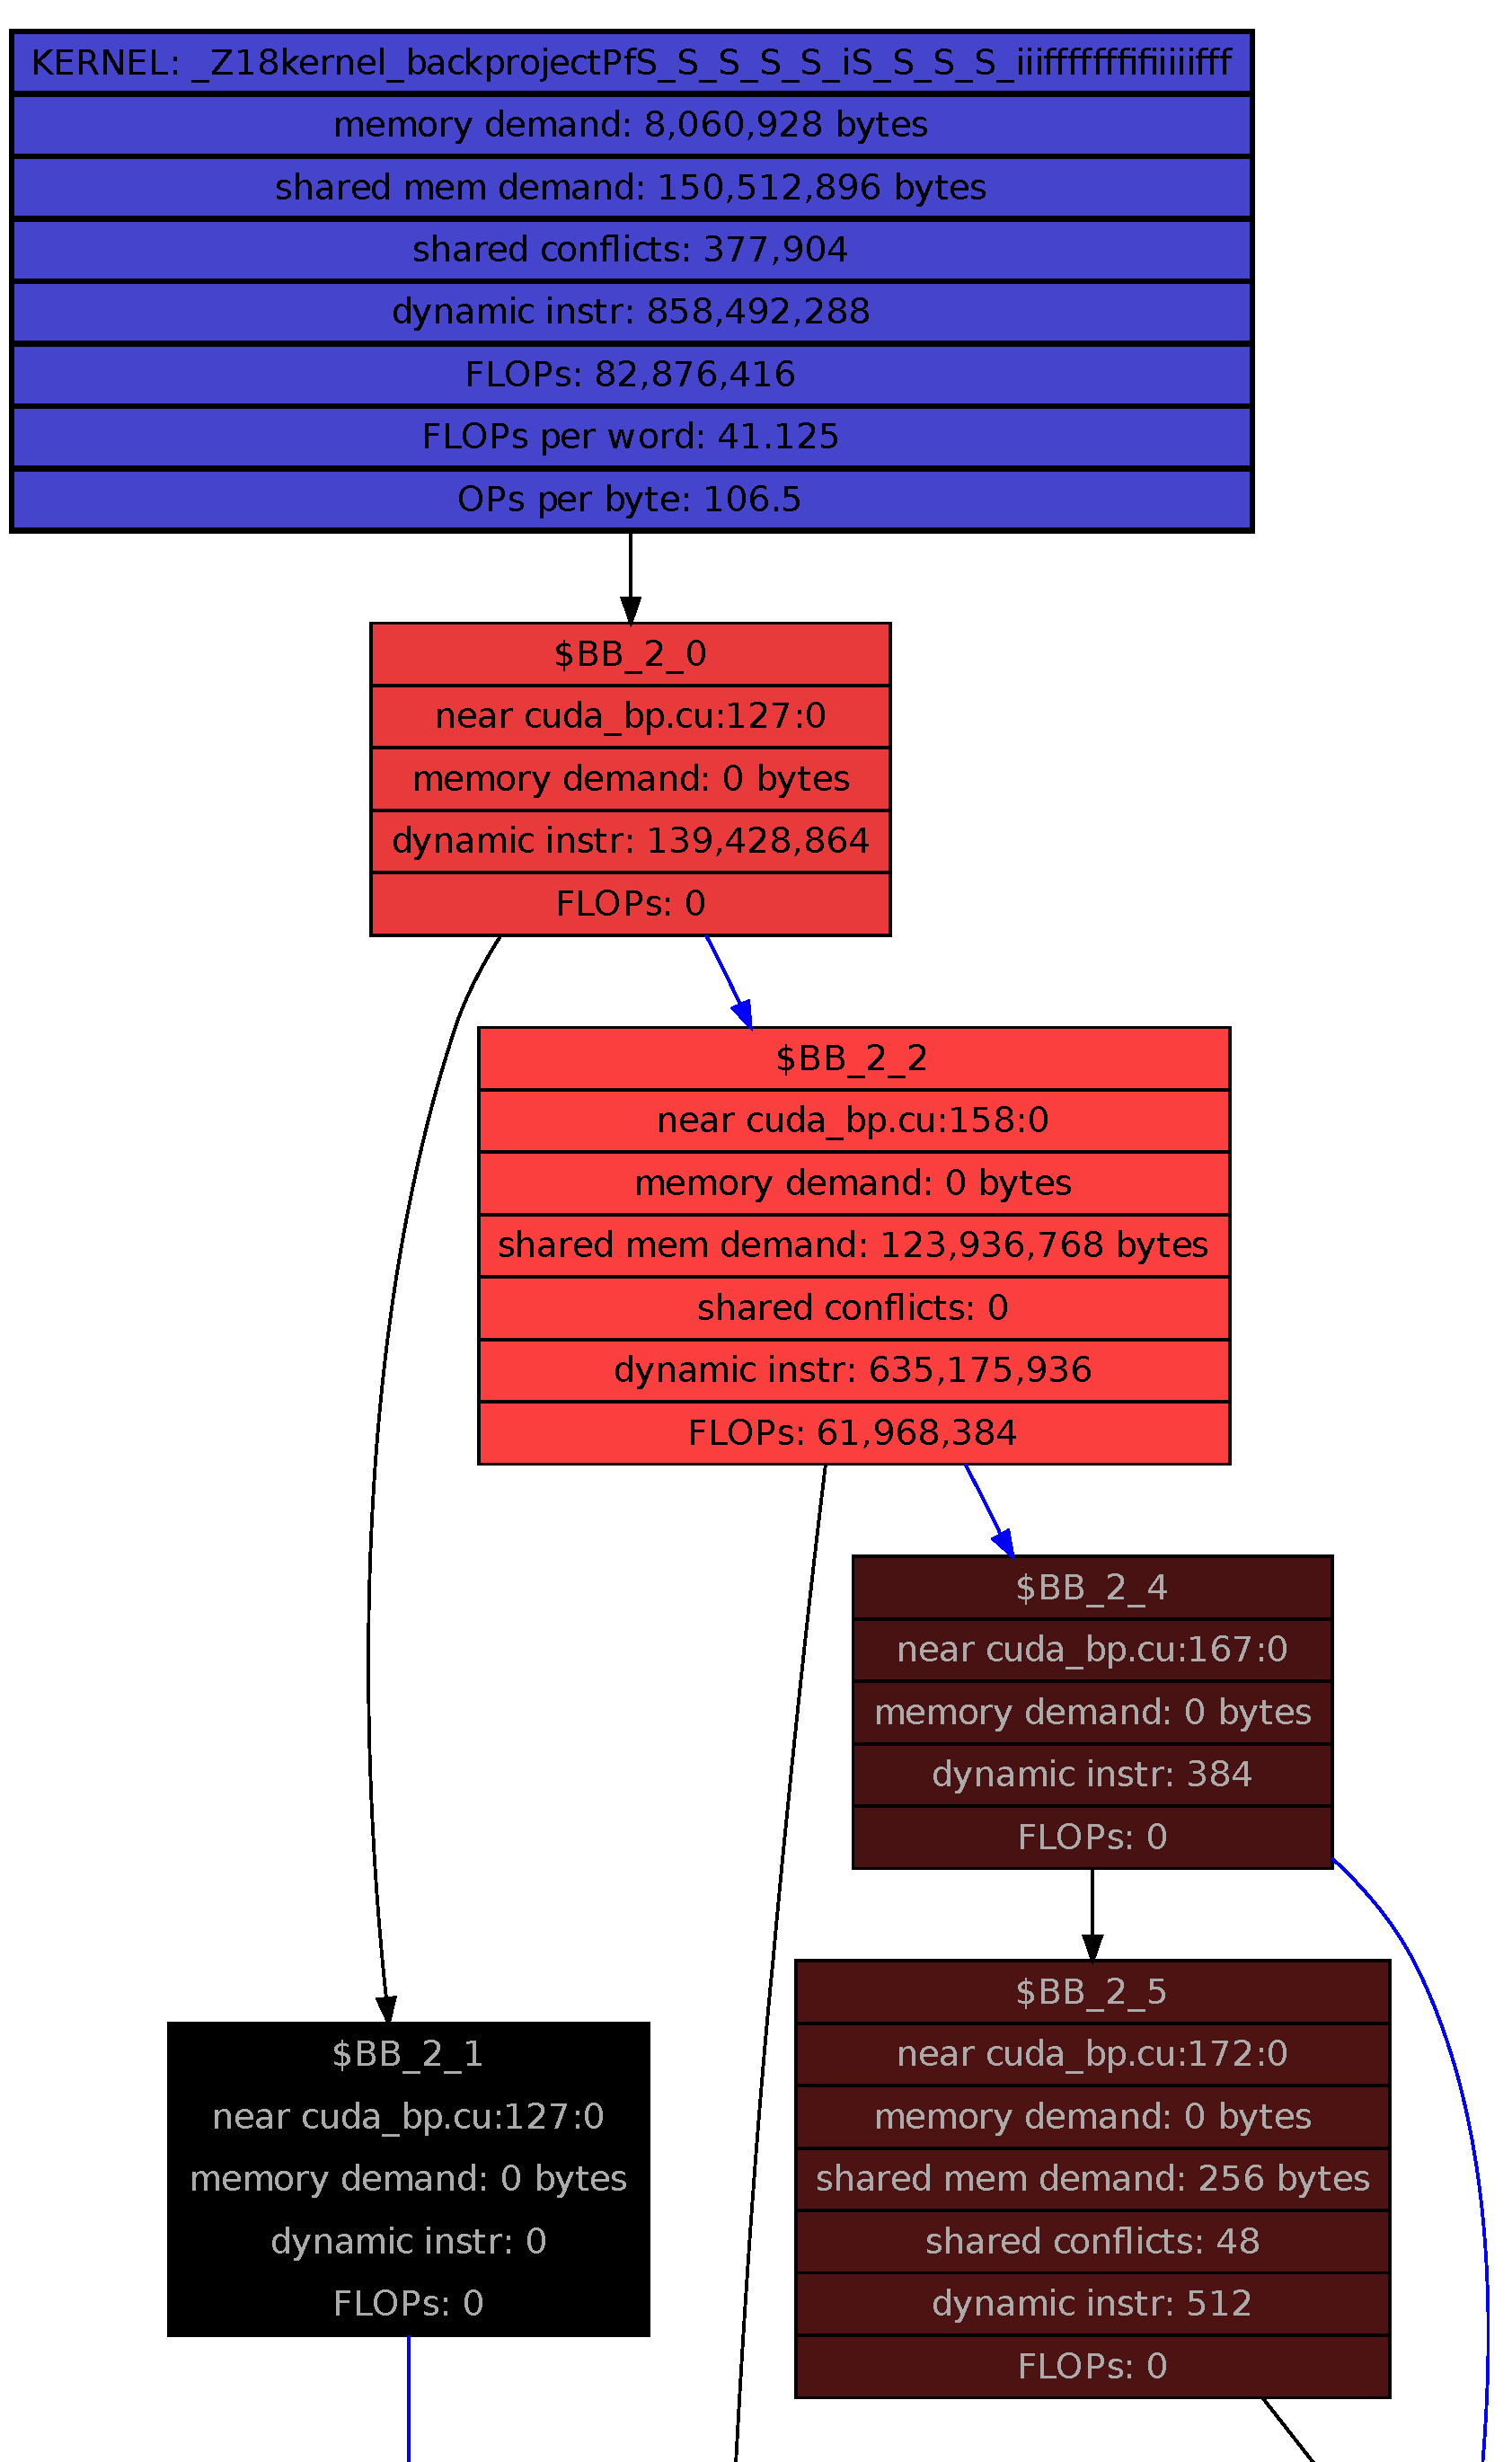 KERNEL: _Z18kernel_backprojectPfS_S_S_S_S_iS_S_S_S_iiifffffffifiiiiifff
memory demand: 8,060,928 bytes
shared mem demand: 150,512,896 bytes
shared conflicts: 377,904
dynamic instr: 858,492,288
FLOPs: 82,876,416
FLOPs per word: 41.125
OPs per byte: 106.5
$BB_2_0
near cuda_bp.cu:127:0
memory demand: 0 bytes
dynamic instr: 139,428,864
FLOPs: 0
$BB_2_2
near cuda_bp.cu:158:0
memory demand: 0 bytes
shared mem demand: 123,936,768 bytes
shared conflicts: 0
dynamic instr: 635,175,936
FLOPs: 61,968,384
$BB_2_4
near cuda_bp.cu:167:0
memory demand: 0 bytes
dynamic instr: 384
FLOPs: 0
$BB_2_1
near cuda_bp.cu:127:0
memory demand: 0 bytes
dynamic instr: 0
FLOPs: 0
$BB_2_5
near cuda_bp.cu:172:0
memory demand: 0 bytes
shared mem demand: 256 bytes
shared conflicts: 48
dynamic instr: 512
FLOPs: 0